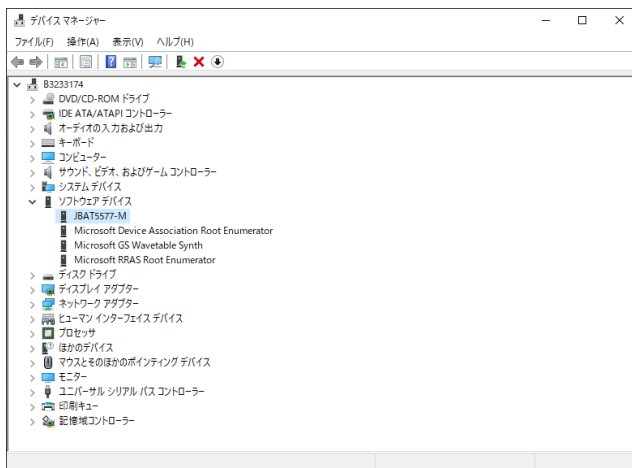 デバイス マネージャー
ファイル(F) 操作(A) 表示(V) ヘルプ(H)
B3233174
DVD/CD-ROM ドライブ
IDE ATA/ATAPI コントローラー
オーディオの入力および出力
キーボード
コンピューター
サウンド、ビデオ、およびゲーム コントローラー
システム デバイス
ソフトウェア デバイス
JBAT5577-M
Microsoft Device Association Root Enumerator
Microsoft GS Wavetable Synth
Microsoft RRAS Root Enumerator
ディスク ドライブ
ディスプレイ アダプター
ネットワーク アダプター
ヒューマン インターフェイス デバイス
プロセッサ
ほかのデバイス
マウスとそのほかのポインティング デバイス
モニター
ユニバーサル シリアル バス コントローラー
印刷キュー
記憶域コントローラー